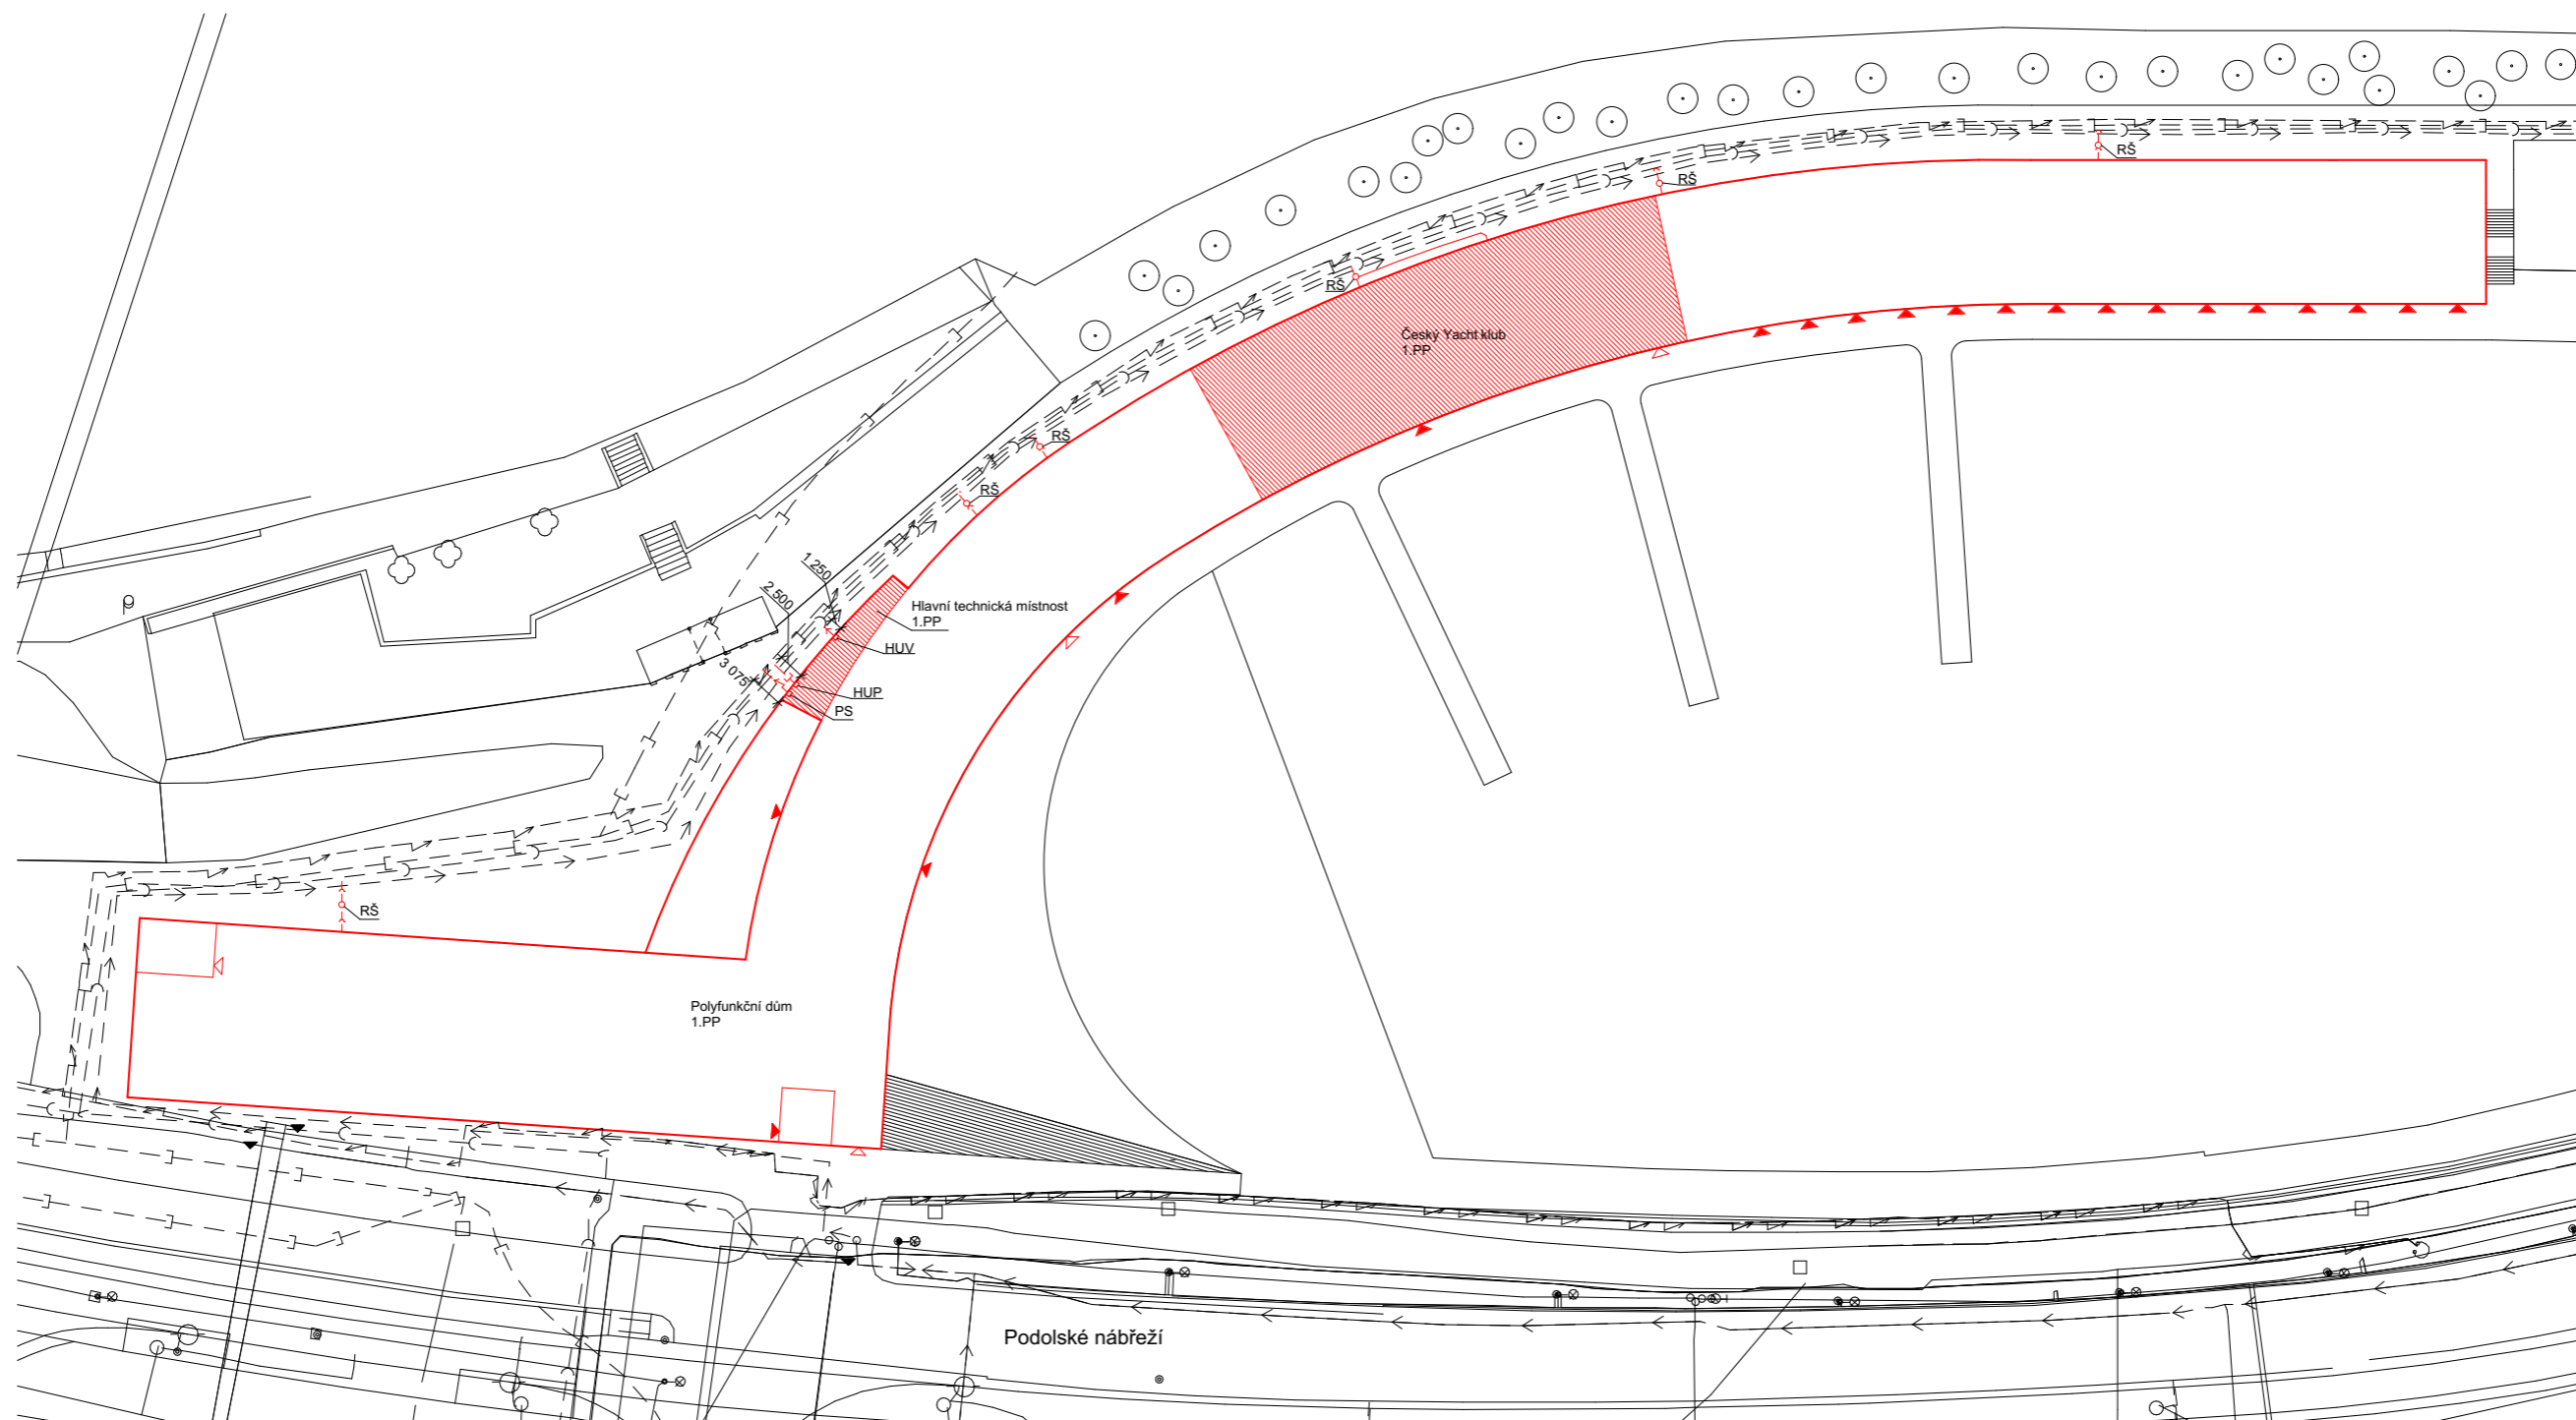 RŠ
RŠ
RŠ
Český Yacht klub
1.PP
RŠ
RŠ
1 250
2 500
Hlavní technická místnost
1.PP
HUV
3 075
HUP
PS
RŠ
Polyfunkční dům
1.PP
Podolské nábřeží